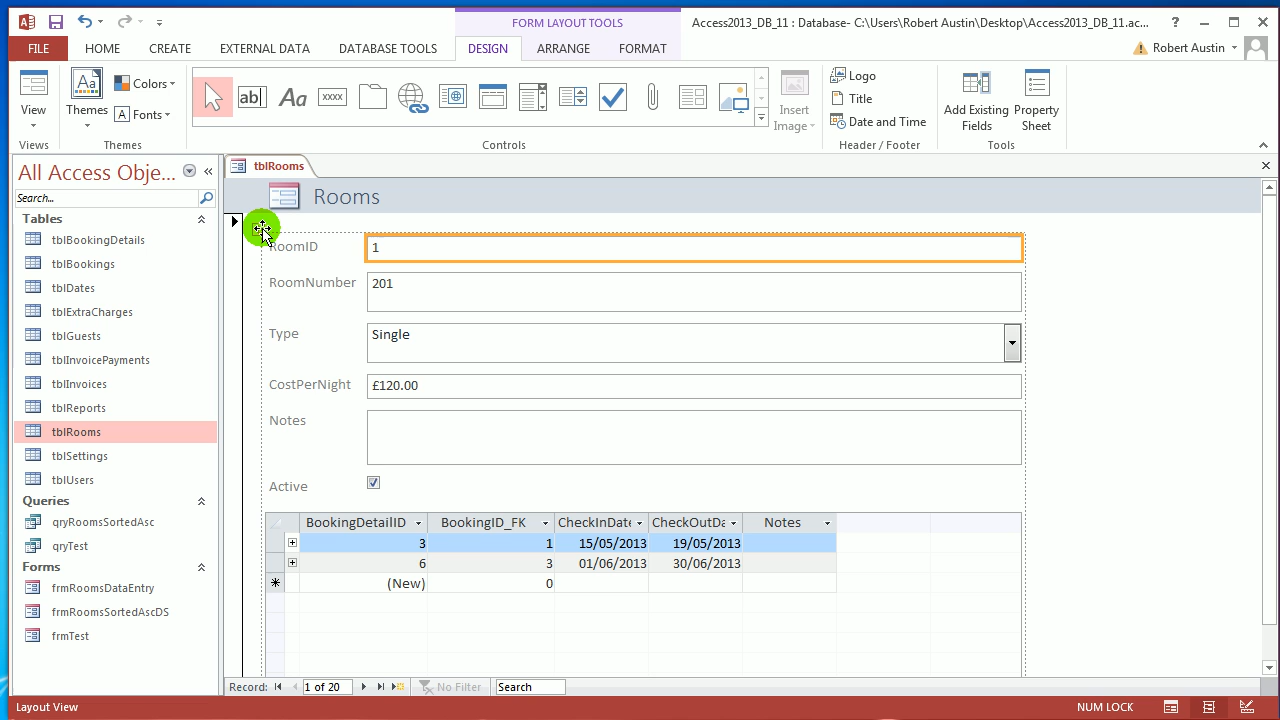 FORM LAYOUT TOOLS
Access2013_DB_11 : Database- C:\Users\Robert Austin\Desktop\Access2013_DB_11.ac...
?
FILE HOME CREATE EXTERNAL DATA DATABASE TOOLS DESIGN ARRANGE FORMAT
Robert Austin
View
Views
Aa
Themes
Colors
A Fonts
Themes
ab
Aa
xxxx
Controls
Insert
Image
Logo
Title
Date and Time
Header / Footer
Add Existing
Fields
Property
Sheet
Tools
All Access Obje...
Search...
Tables
tblBookingDetails
tblBookings
tblDates
tblExtraCharges
tblGuests
tblInvoicePayments
tblInvoices
tblReports
tblRooms
tblSettings
tblUsers
Queries
qryRoomsSortedAsc
qryTest
Forms
frmRoomsDataEntry
frmRoomsSortedAscDS
frmTest
tblRooms
Rooms
RoomID 1
RoomNumber 201
Type Single
CostPerNight £120.00
Notes
Active
BookingDetailID BookingID_FK CheckInDate CheckOutDa Notes
3 1 15/05/2013 19/05/2013
6 3 01/06/2013 30/06/2013
(New) 0
Record: 1 of 20 No Filter Search
Layout View
NUM LOCK